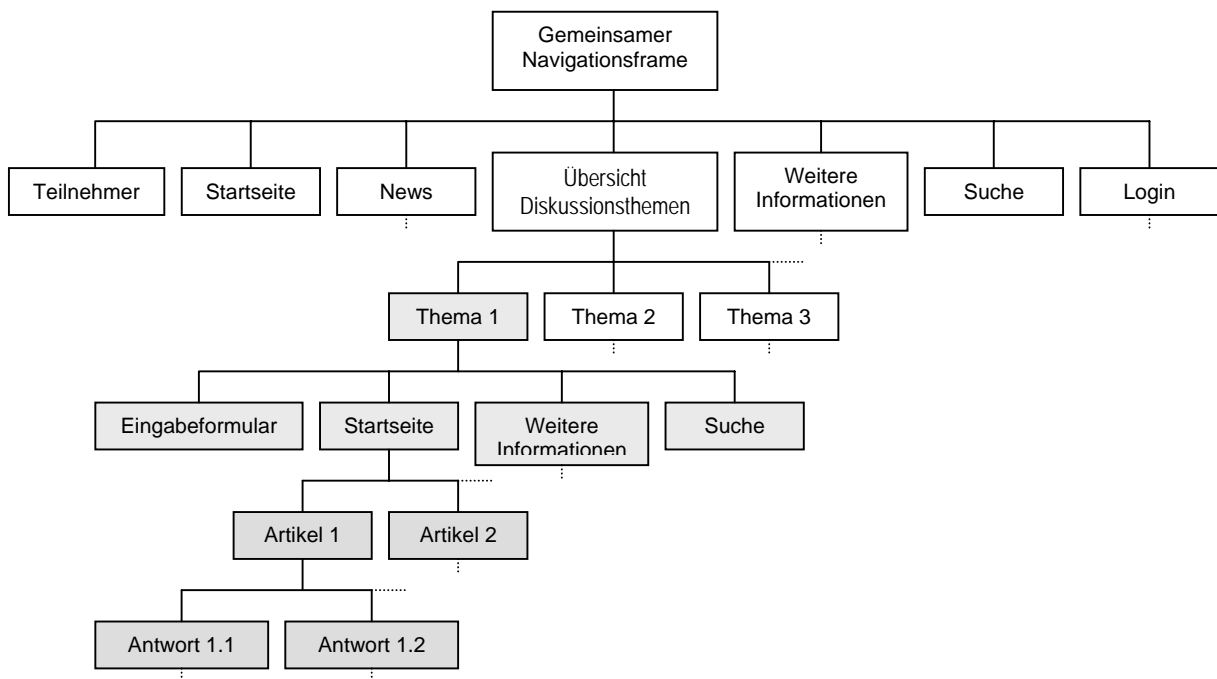 Gemeinsamer
Navigationsframe
Teilnehmer
Startseite
News
Übersicht
Diskussionsthemen
Weitere
Informationen
Suche
Login
Thema 1
Thema 2
Thema 3
Eingabeformular
Startseite
Weitere
Informationen
Suche
Artikel 1
Artikel 2
Antwort 1.1
Antwort 1.2